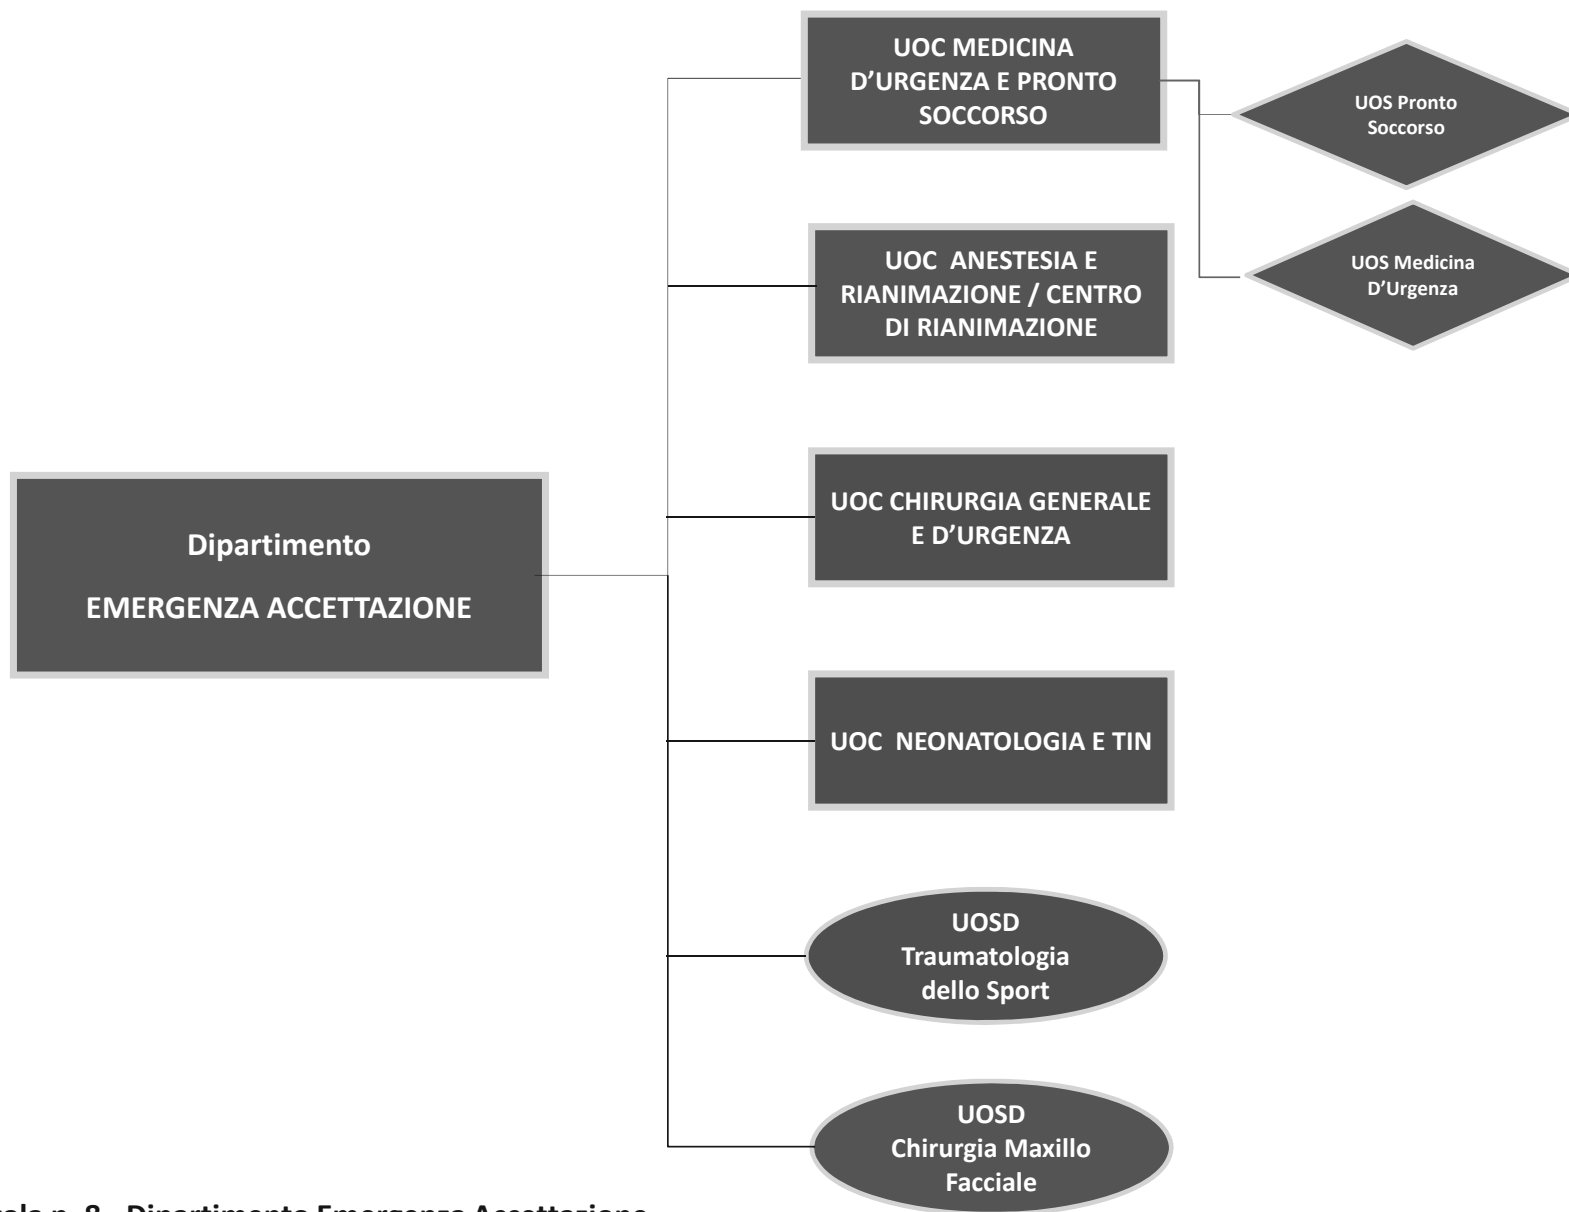 UOC MEDICINA
D'URGENZA E PRONTO
SOCCORSO
UOS Pronto
Soccorso
UOS Medicina
D'Urgenza
UOC  ANESTESIA E
RIANIMAZIONE / CENTRO
DI RIANIMAZIONE
UOC CHIRURGIA GENERALE
E D'URGENZA
Dipartimento
EMERGENZA ACCETTAZIONE
UOC  NEONATOLOGIA E TIN
UOSD
Traumatologia
dello Sport
UOSD
Chirurgia Maxillo
Facciale
n. 8 - Dipartimento Emergenza Accettazione